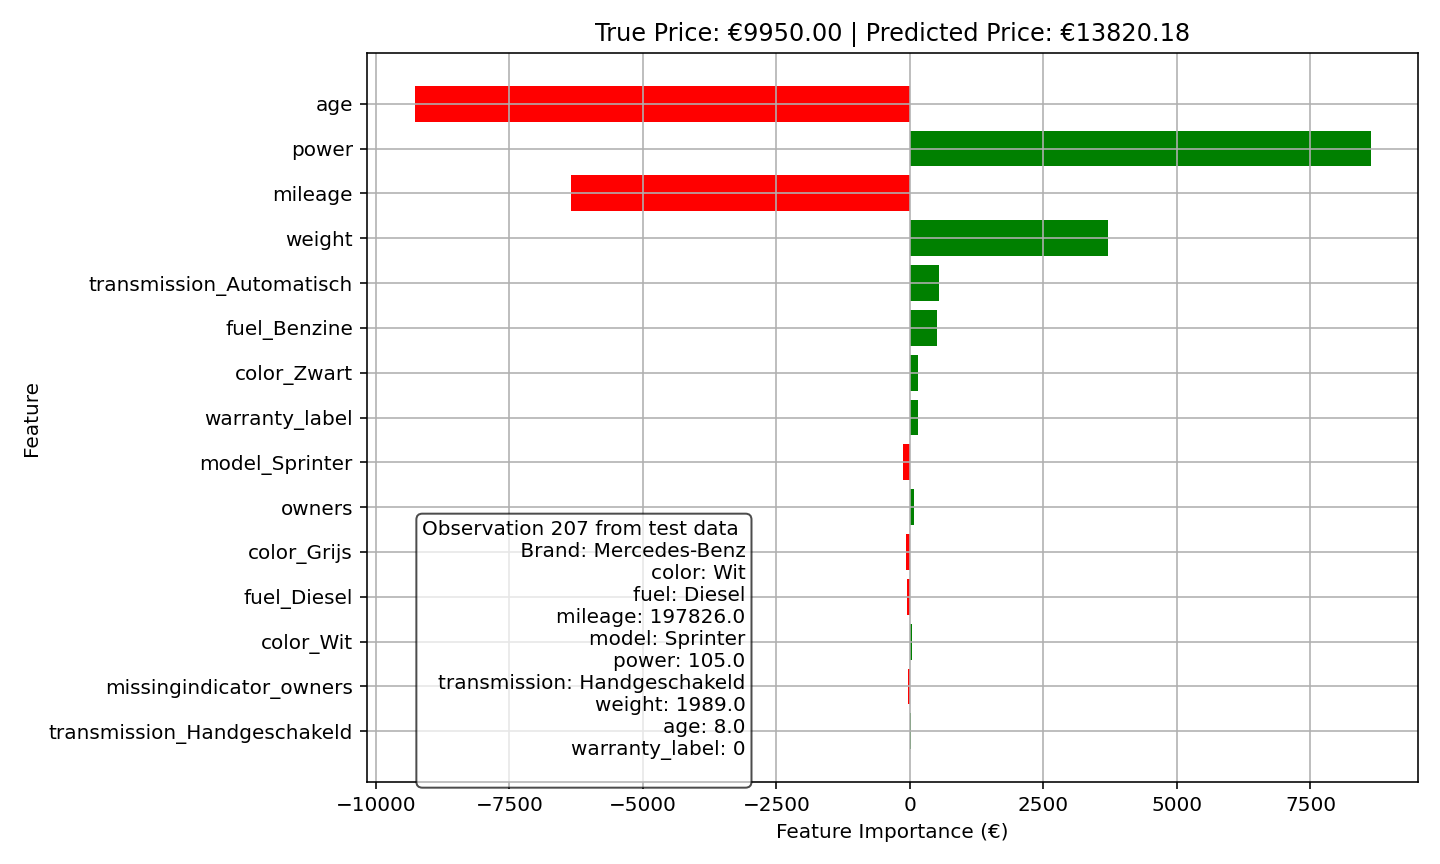 True Price: €9950.00 | Predicted Price: €13820.18
age
power
mileage
weight
transmission_Automatisch
fuel_Benzine
color_Zwart
warranty_label
model_Sprinter
owners
color_Grijs
fuel_Diesel
color_Wit
missingindicator_owners
transmission_Handgeschakeld
Feature
Observation 207 from test data
Brand: Mercedes-Benz
color: Wit
fuel: Diesel
mileage: 197826.0
model: Sprinter
power: 105.0
transmission: Handgeschakeld
weight: 1989.0
age: 8.0
warranty_label: 0
−10000 −7500 −5000 −2500 0 2500 5000 7500
Feature Importance (€)